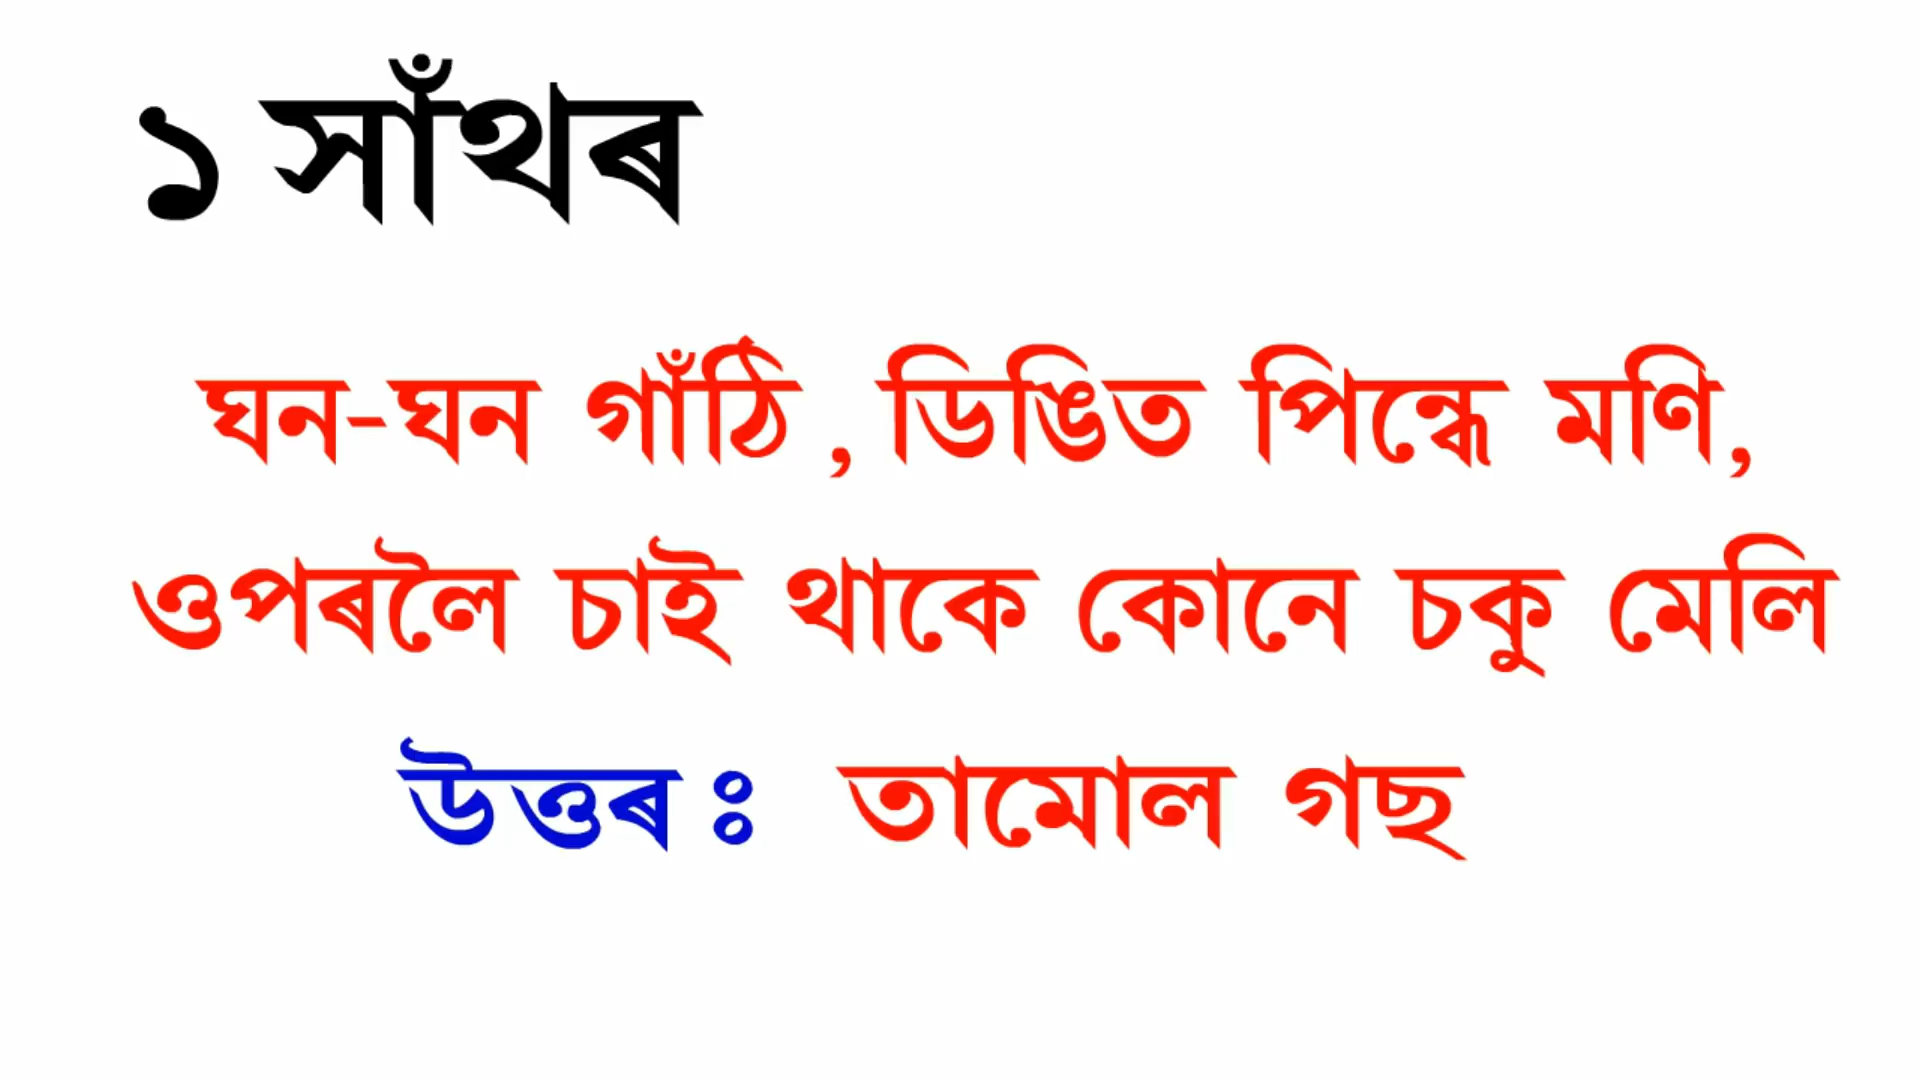 ১ সাঁথৰ
ঘন-ঘন গাঁঠি , ডিঙিত পিন্ধে মণি,
ওপৰলৈ চাই থাকে কোনে চকু মেলি
উত্তৰ ঃ তামোল গছ